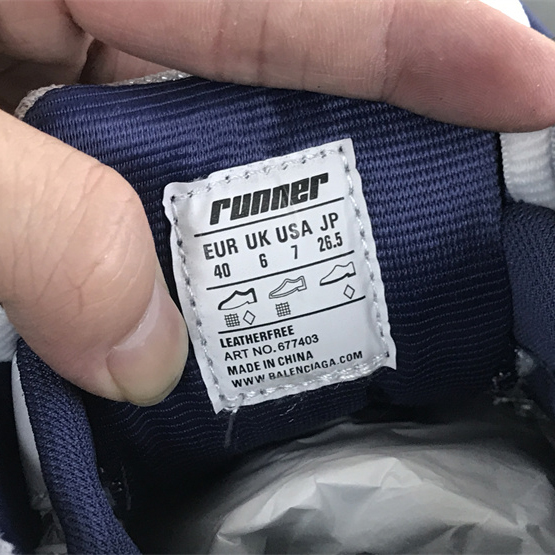 runner
EUR UK USA JP
40 6 7 26.5
LEATHERFREE
ART NO.677403
MADE IN CHINA
WWW BALENCIAGA.COM